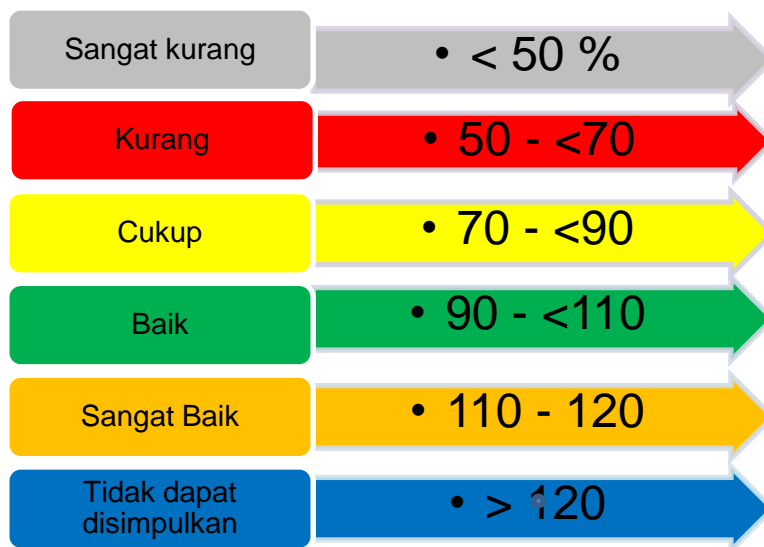 Sangat kurang
• < 50 %
Kurang
• 50 - <70
Cukup
• 70 - <90
Baik
• 90 - <110
Sangat Baik
• 110 - 120
Tidak dapat
disimpulkan
• > 120